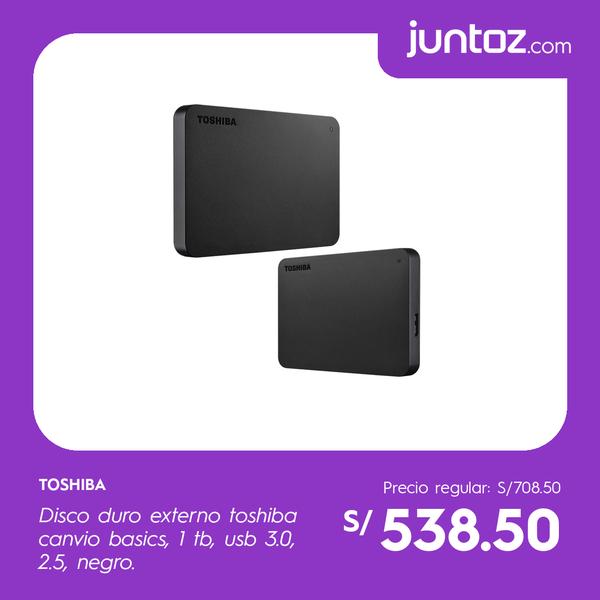 juntoz.com
TOSHIBA
TOSHIBA
TOSHIBA
Disco duro externo toshiba
canvio basics, 1 tb, usb 3.0,
2.5, negro.
Precio regular: S/708.50
S/ 538.50